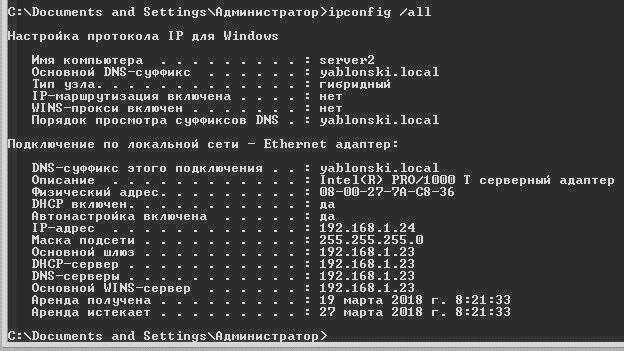 C:\Documents and Settings\Администратор>ipconfig /all
Настройка протокола IP для Windows
Имя компьютера . . . . . . . . . : server2
Основной DNS-суффикс . . . . . . : yablonski.local
Тип узла. . . . . . . . . . . . . : гибридный
IP-маршрутизация включена . . . . : нет
WINS-прокси включен . . . . . . . : нет
Порядок просмотра суффиксов DNS . : yablonski.local
Подключение по локальной сети - Ethernet адаптер:
DNS-суффикс этого подключения . . : yablonski.local
Описание . . . . . . . . . . . . : Intel(R) PRO/1000 T серверный адаптер
Физический адрес. . . . . . . . . : 08-00-27-7A-C8-36
DHCP включен. . . . . . . . . . . : да
Автонастройка включена . . . . . : да
IP-адрес . . . . . . . . . . . . : 192.168.1.24
Маска подсети . . . . . . . . . . : 255.255.255.0
Основной шлюз . . . . . . . . . . : 192.168.1.23
DHCP-сервер . . . . . . . . . . . : 192.168.1.23
DNS-серверы . . . . . . . . . . . : 192.168.1.23
Основной WINS-сервер . . . . . . : 192.168.1.23
Аренда получена . . . . . . . . . : 19 марта 2018 г. 8:21:33
Аренда истекает . . . . . . . . . : 27 марта 2018 г. 8:21:33
C:\Documents and Settings\Администратор>